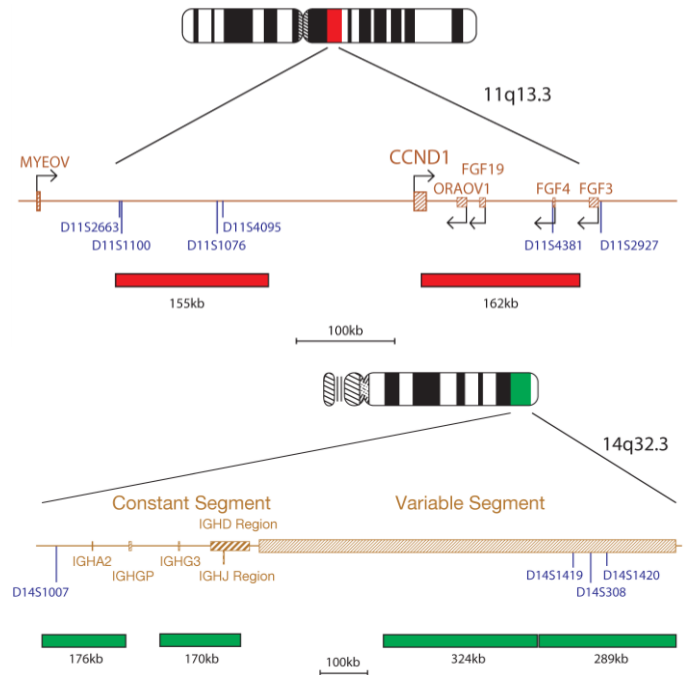 11q13.3
MYEOV
CCND1
FGF19
ORAOV1
FGF4
FGF3
D11S2663
D11S4095
D11S1100
D11S1076
D11S4381
D11S2927
155kb
162kb
100kb
14q32.3
Constant Segment
Variable Segment
IGHD Region
IGHA2
IGHG3
IGHGP
IGHJ Region
D14S1007
D14S1419
D14S1420
D14S308
176kb
170kb
100kb
324kb
289kb